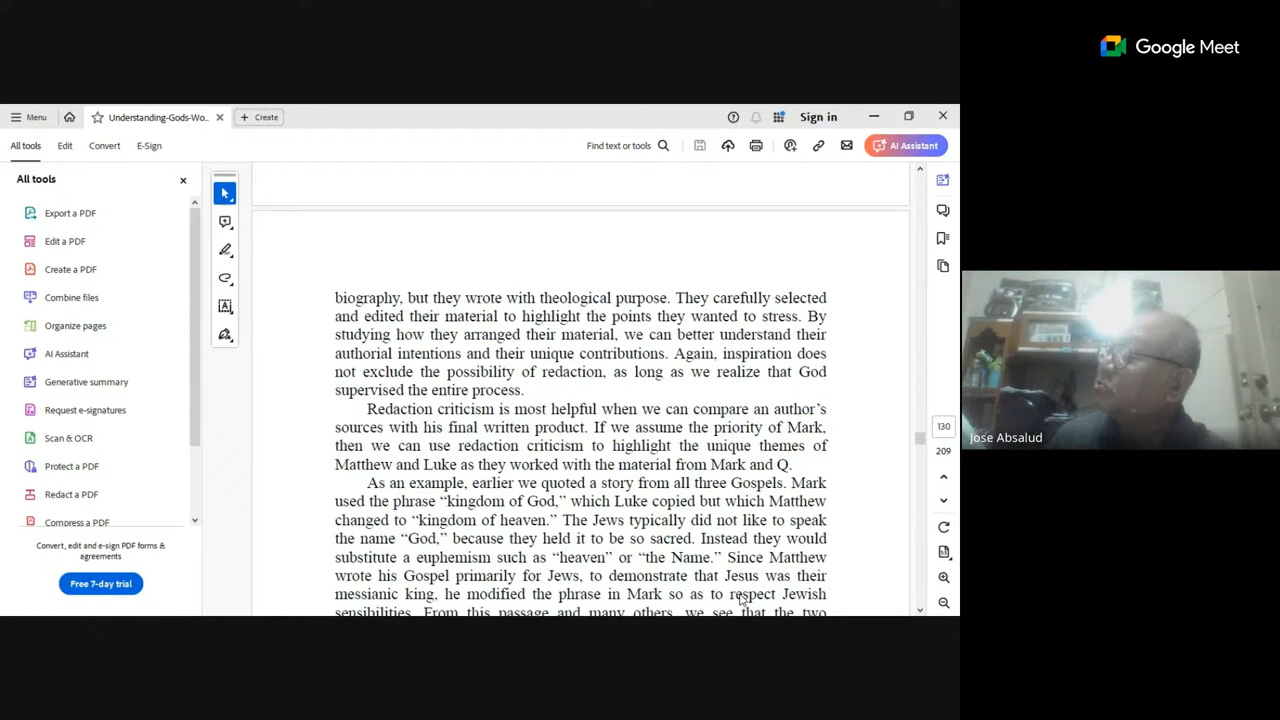 Google Meet
Menu
Understanding-Gods-Wo...
Create
Sign in
All tools
Edit
Convert
E-Sign
Find text or tools
AI Assistant
All tools
Export a PDF
Edit a PDF
Create a PDF
Combine files
Organize pages
AI Assistant
Generative summary
Request e-signatures
Scan & OCR
Protect a PDF
Redact a PDF
Compress a PDF
Convert, edit and e-sign PDF forms &
agreements
Free 7-day trial
biography, but they wrote with theological purpose. They carefully selected
and edited their material to highlight the points they wanted to stress. By
studying how they arranged their material, we can better understand their
authorial intentions and their unique contributions. Again, inspiration does
not exclude the possibility of redaction, as long as we realize that God
supervised the entire process.
Redaction criticism is most helpful when we can compare an author's
sources with his final written product. If we assume the priority of Mark,
then we can use redaction criticism to highlight the unique themes of
Matthew and Luke as they worked with the material from Mark and Q.
As an example, earlier we quoted a story from all three Gospels. Mark
used the phrase “kingdom of God,” which Luke copied but which Matthew
changed to “kingdom of heaven.” The Jews typically did not like to speak
the name “God,” because they held it to be so sacred. Instead they would
substitute a euphemism such as “heaven” or “the Name.” Since Matthew
wrote his Gospel primarily for Jews, to demonstrate that Jesus was their
messianic king, he modified the phrase in Mark so as to respect Jewish
sensibilities. From this passage and many others, we see that the two
130
209
Jose Absalud